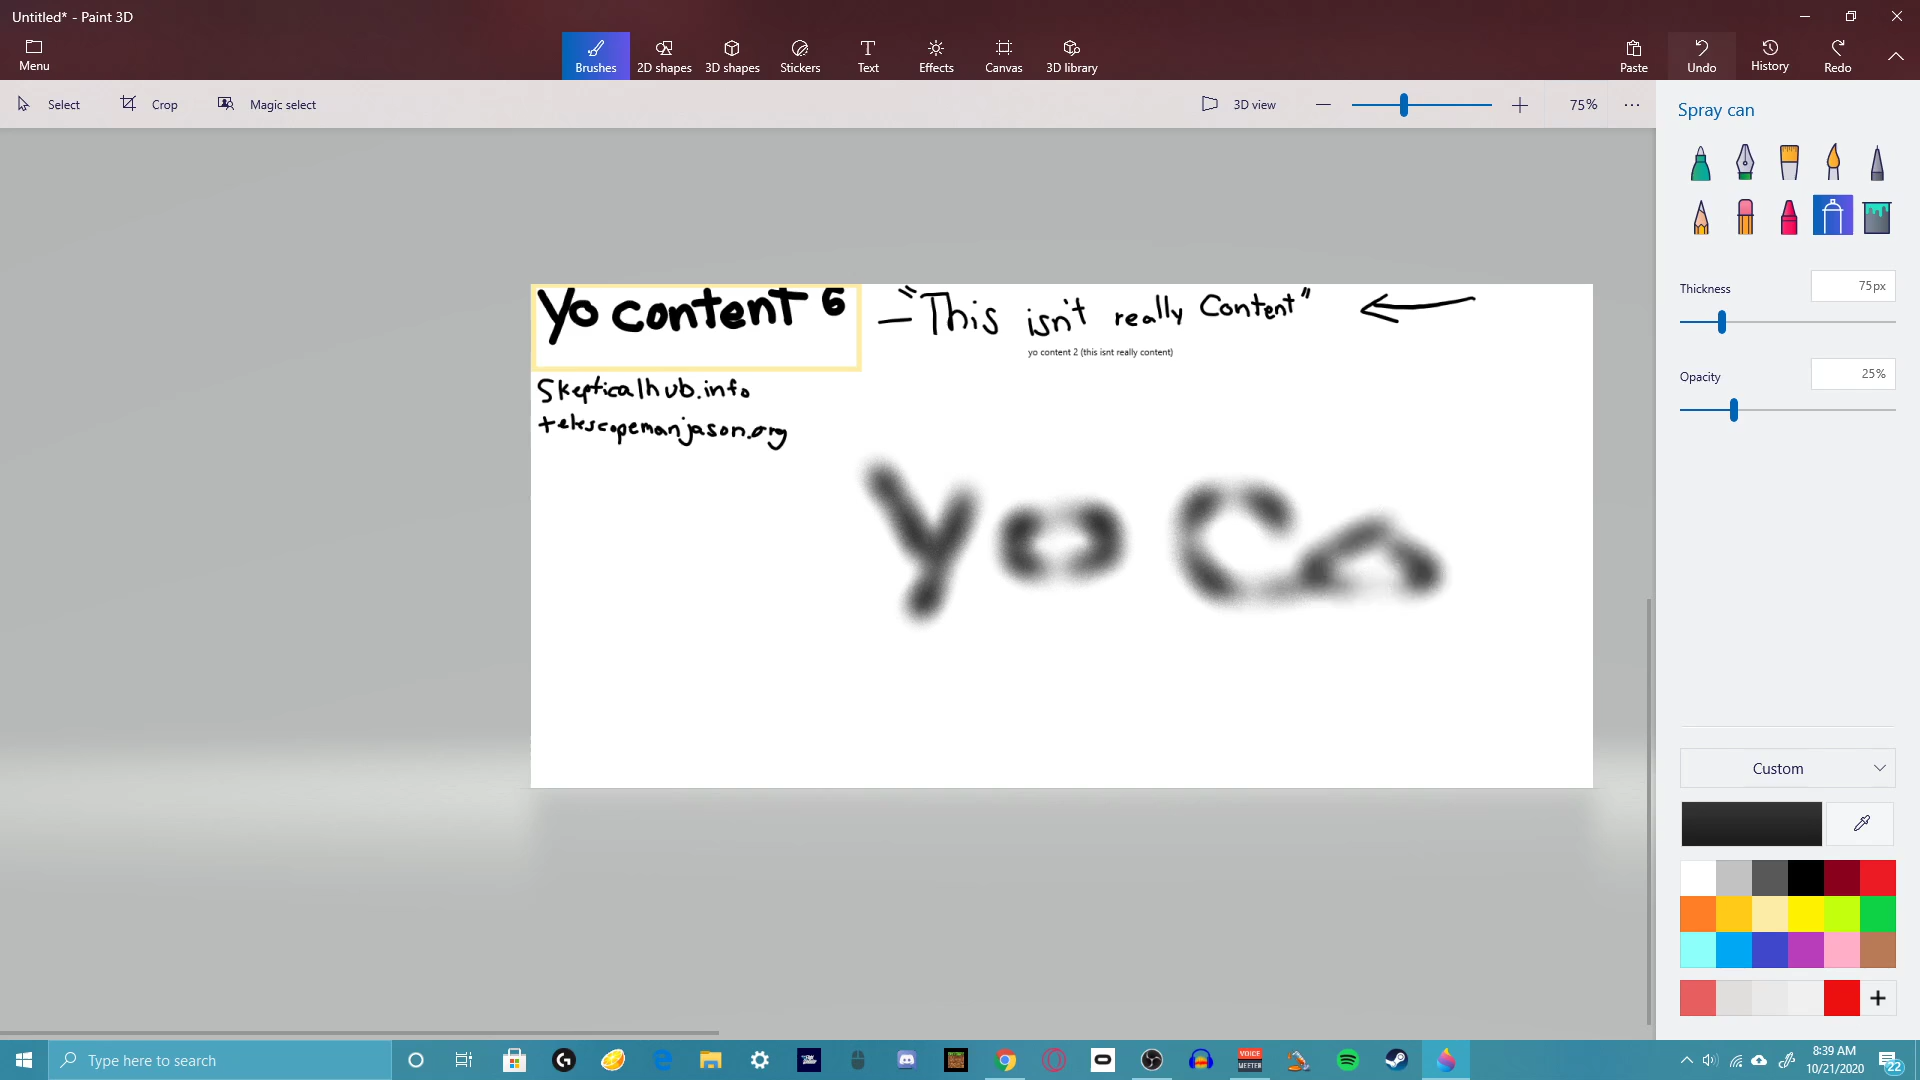 Untitled* - Paint 3D
Menu
Brushes
2D shapes
3D shapes
Stickers
Text
Effects
Canvas
3D library
Paste
Undo
History
Redo
Select
Crop
Magic select
3D view
75%
Spray can
Thickness
75px
Opacity
25%
Custom
Yo content 6
- "This isn't really Content"
yo content 2 (this isnt really content)
Skepticalhub.info
telescopemanjason.org
Yo Co
Type here to search
VOICE
MEETER
8:39 AM
10/21/2020
22